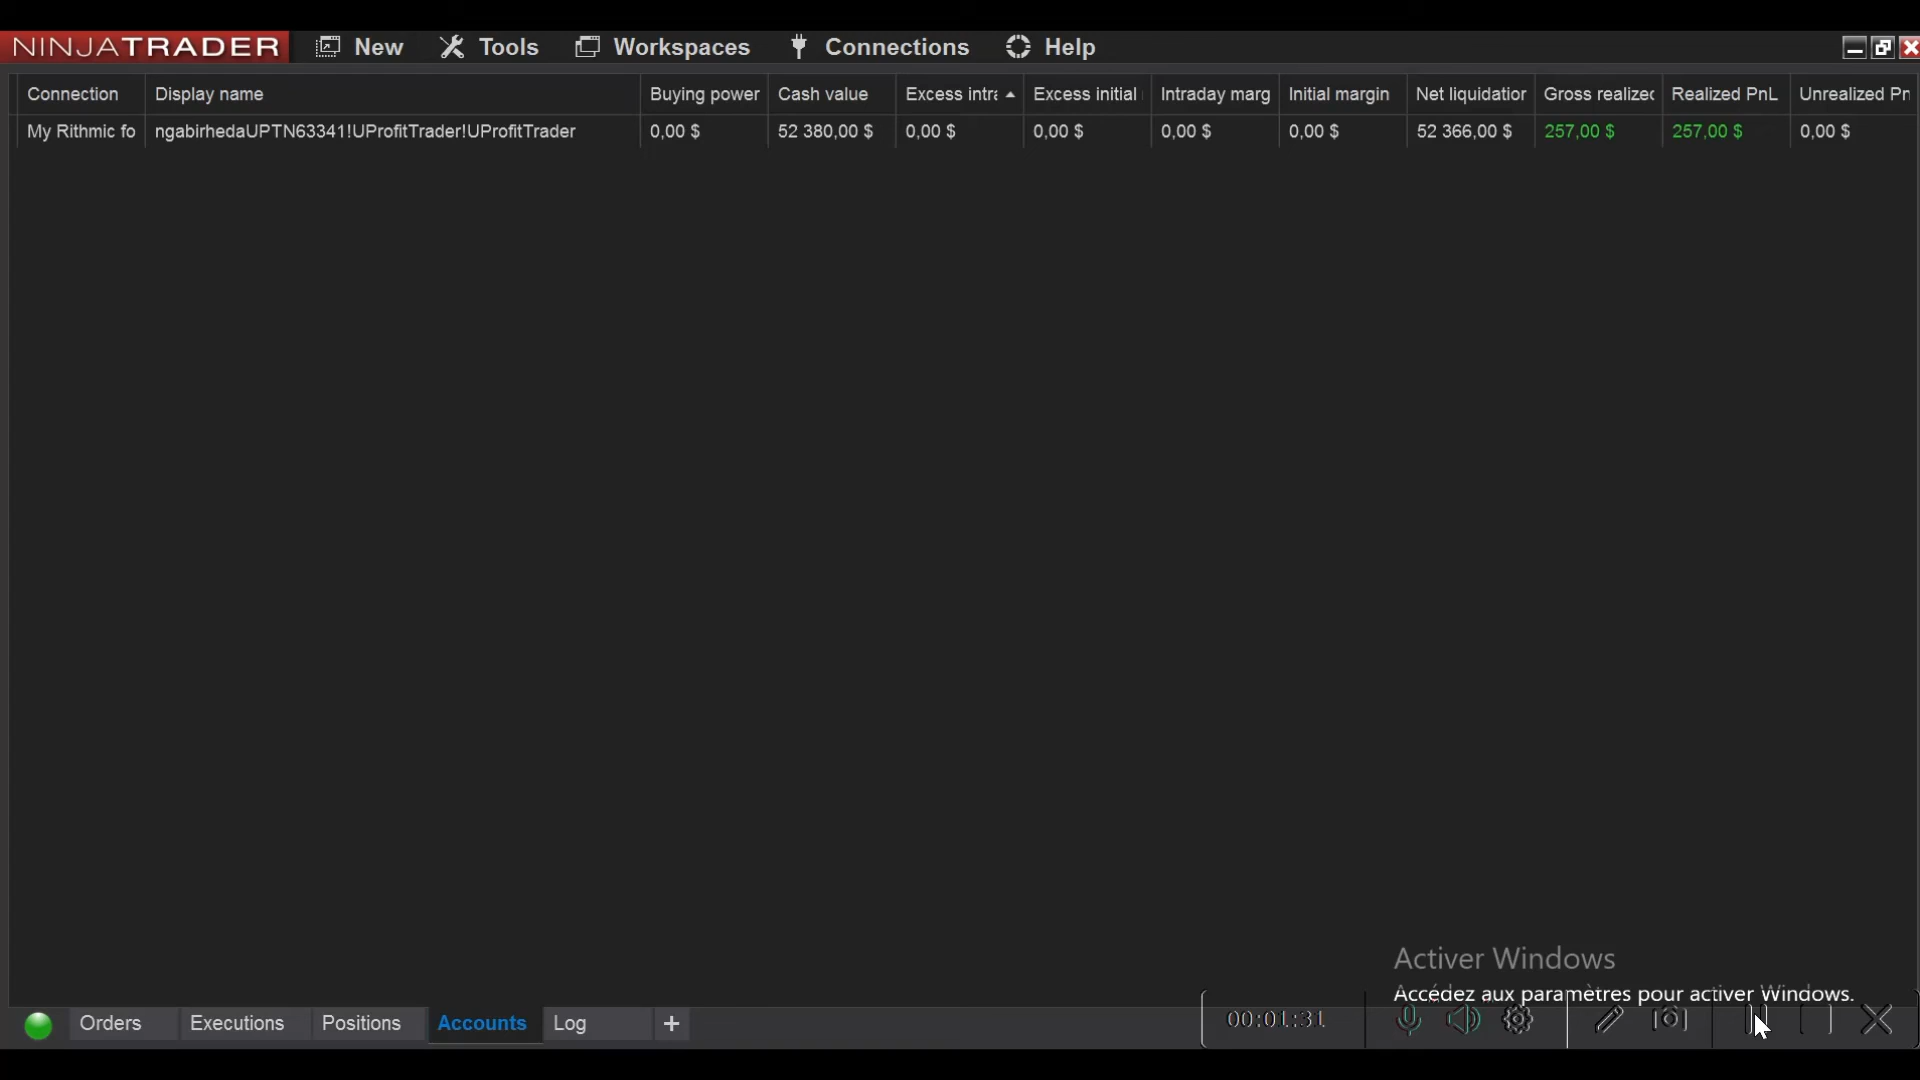 NINJATRADER New Tools Workspaces Connections Help
Connection Display name Buying power Cash value Excess intra Excess initial Intraday marg Initial margin Net liquidation Gross realized Realized PnL Unrealized Pn
My Rithmic fo ngabirhedaUPTN63341!UProfitTrader!UProfitTrader 0,00 $ 52 380,00 $ 0,00 $ 0,00 $ 0,00 $ 0,00 $ 52 366,00 $ 257,00 $ 257,00 $ 0,00 $
Activer Windows
Accédez aux paramètres pour activer Windows.
Orders Executions Positions Accounts Log + 00:01:31